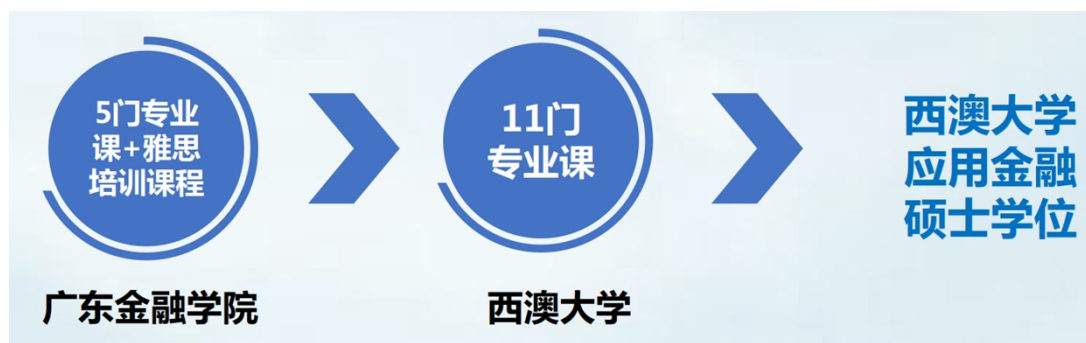 5门专业
课+雅思
培训课程
广东金融学院
11门
专业课
西澳大学
西澳大学
应用金融
硕士学位